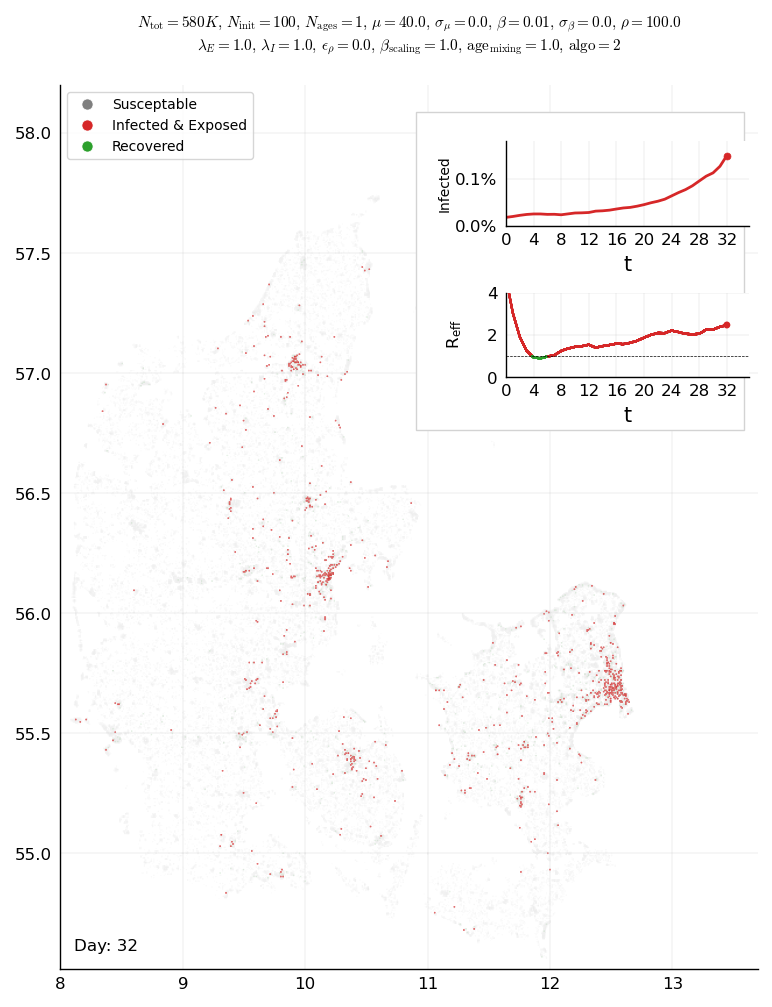 N_tot = 580K, N_init = 100, N_ages = 1, μ = 40.0, σ_μ = 0.0, β = 0.01, σ_β = 0.0, ρ = 100.0
λ_E = 1.0, λ_I = 1.0, ϵ_ρ = 0.0, β_scaling = 1.0, age_mixing = 1.0, algo = 2
Susceptable
Infected & Exposed
Recovered
Infected
0.1%
0.0%
0 4 8 12 16 20 24 28 32
t
R_eff
4
2
0
0 4 8 12 16 20 24 28 32
t
58.0
57.5
57.0
56.5
56.0
55.5
55.0
Day: 32
8 9 10 11 12 13